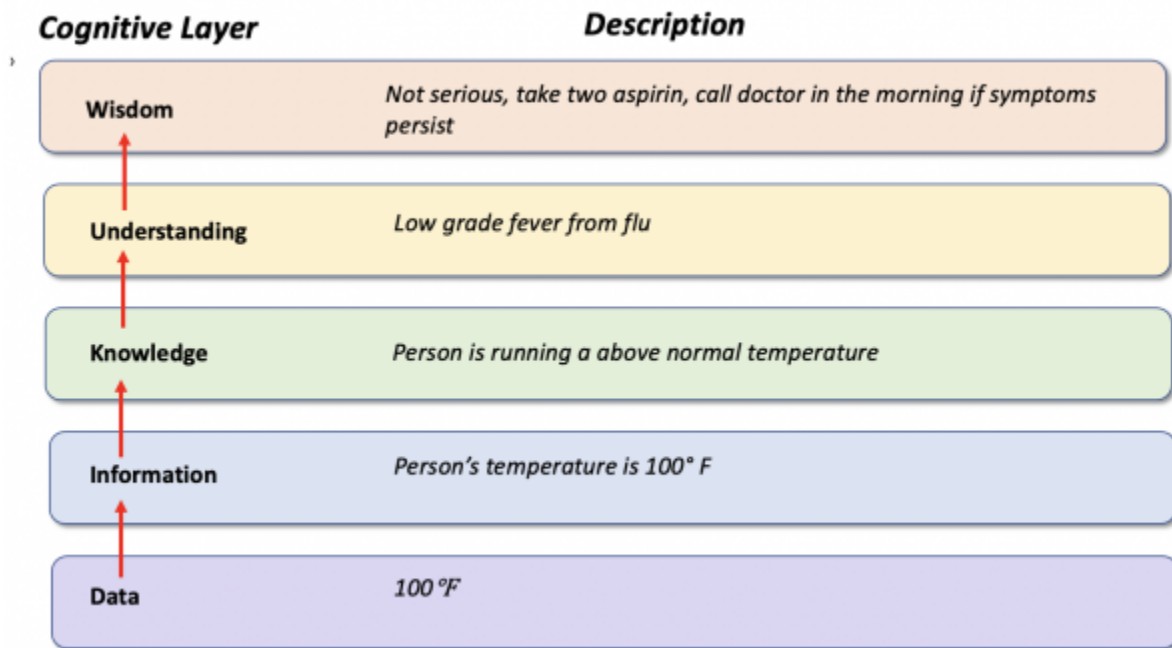 Cognitive Layer Description
Wisdom Not serious, take two aspirin, call doctor in the morning if symptoms
persist
Understanding Low grade fever from flu
Knowledge Person is running a above normal temperature
Information Person’s temperature is 100° F
Data 100°F